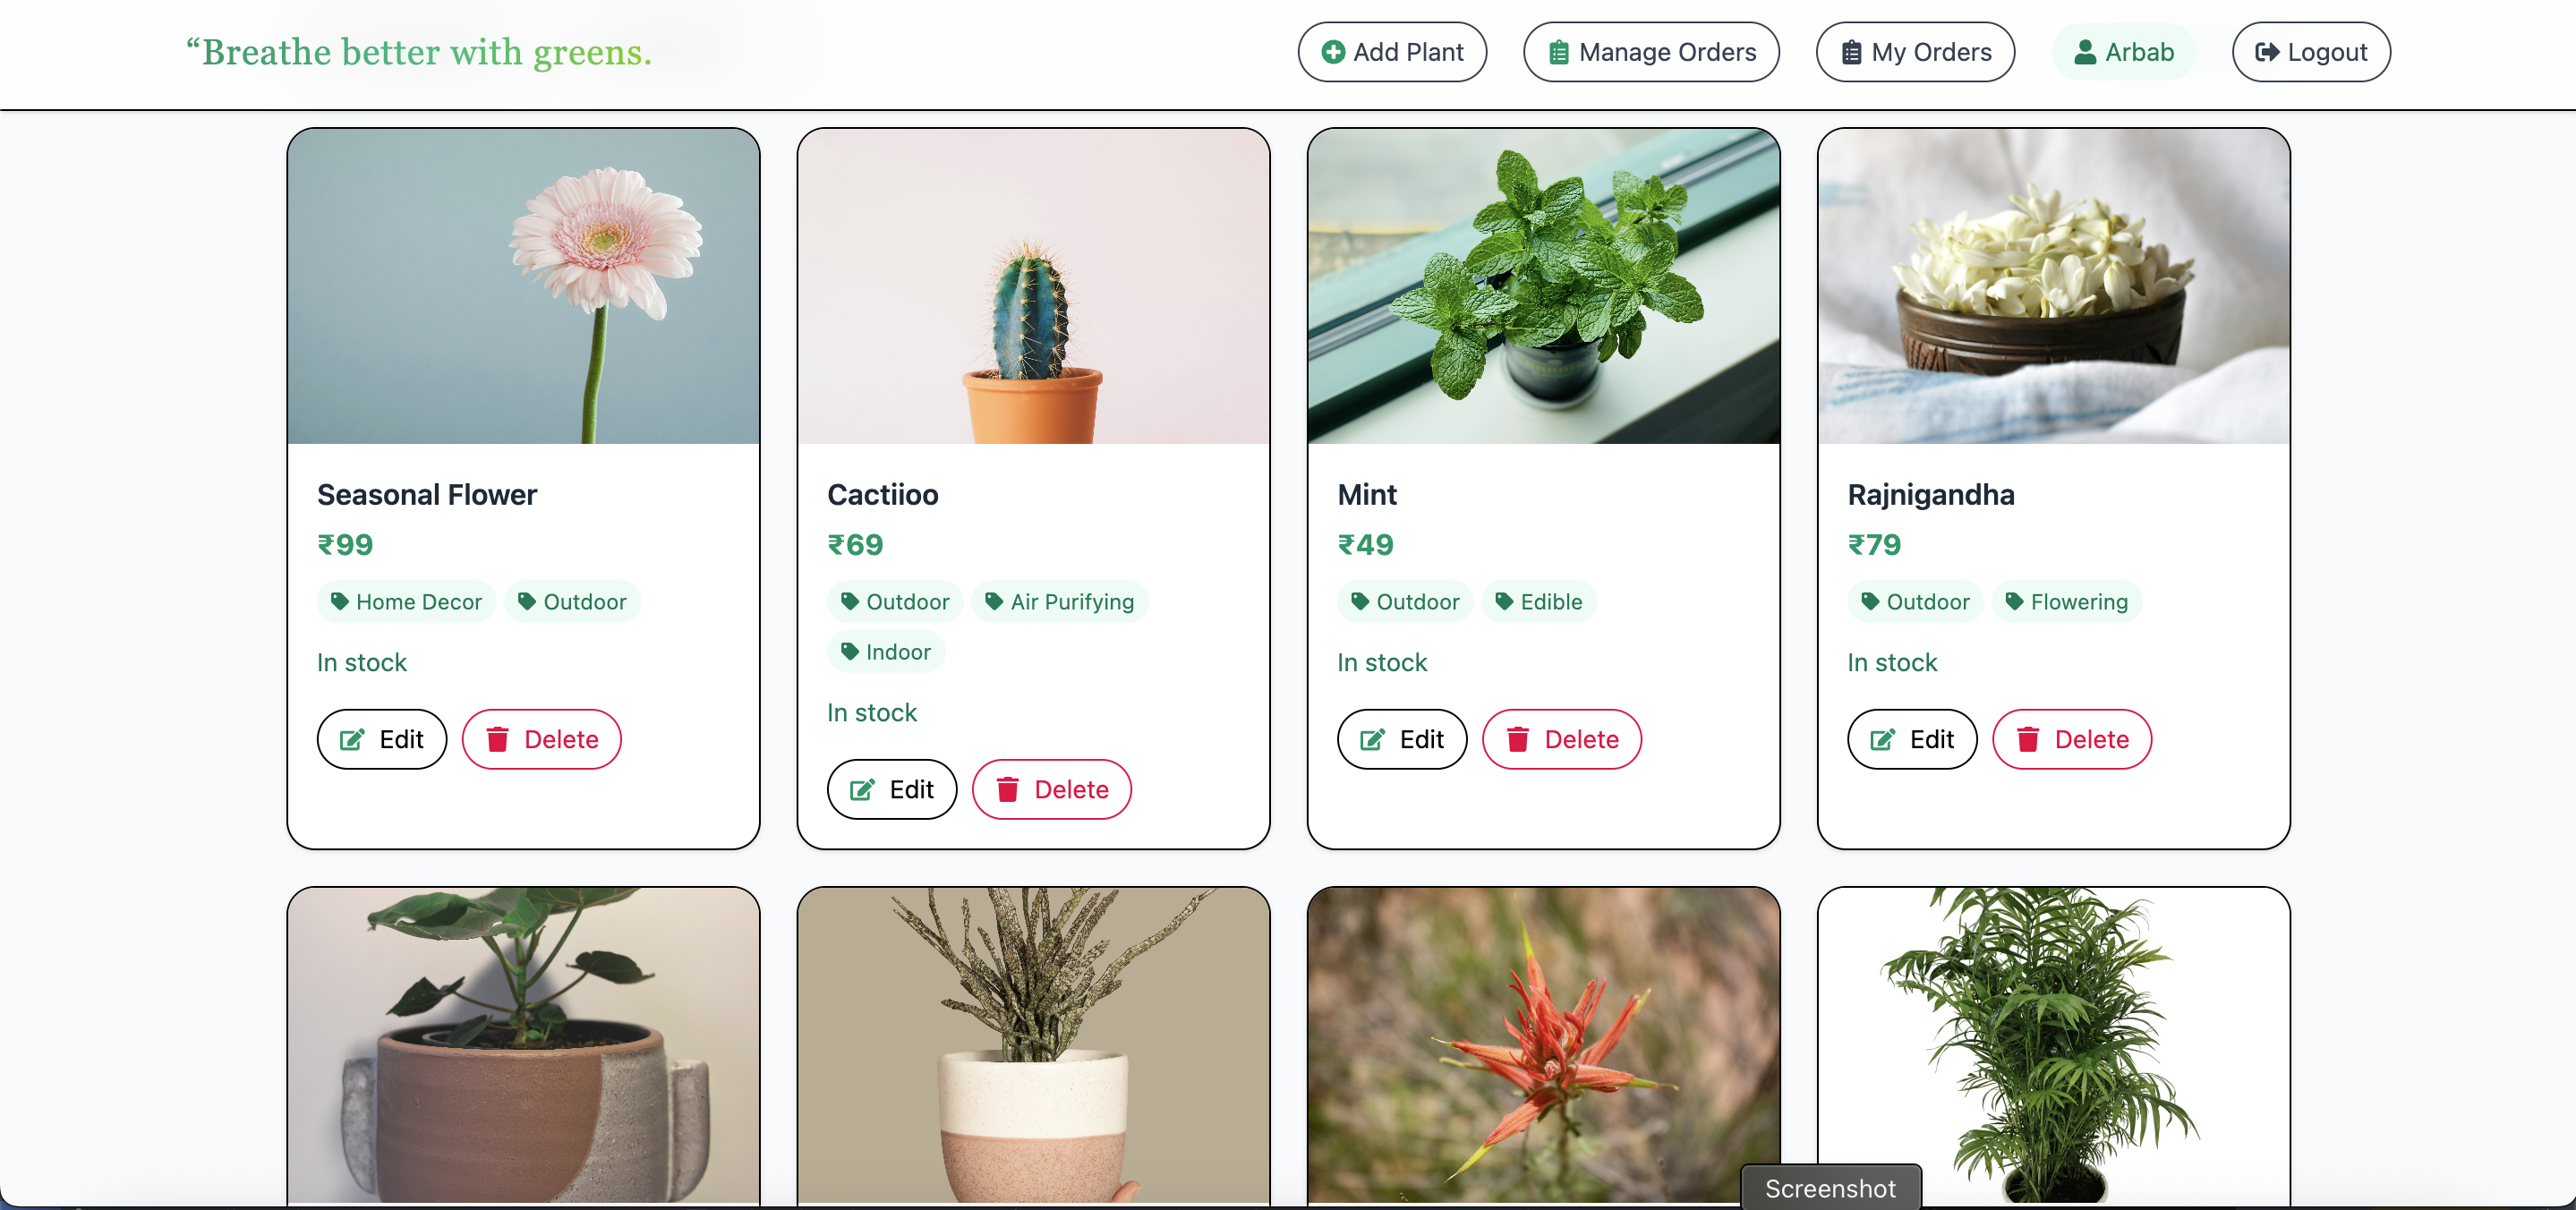 “Breathe better with greens.
Add Plant
Manage Orders
My Orders
Arbab
Logout
Seasonal Flower
₹99
Home Decor
Outdoor
In stock
Edit
Delete
Cactiioo
₹69
Outdoor
Air Purifying
Indoor
In stock
Edit
Delete
Mint
₹49
Outdoor
Edible
In stock
Edit
Delete
Rajnigandha
₹79
Outdoor
Flowering
In stock
Edit
Delete
Screenshot